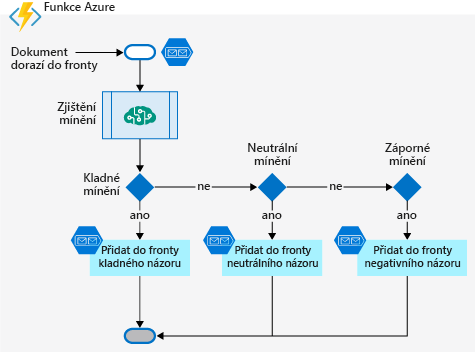 Funkce Azure
Dokument
dorazí do fronty
Zjištění
mínění
Kladné
mínění
ne
Neutrální
mínění
ne
Záporné
mínění
ano
ano
ano
Přidat do fronty
kladného názoru
Přidat do fronty
neutrálního názoru
Přidat do fronty
negativního názoru